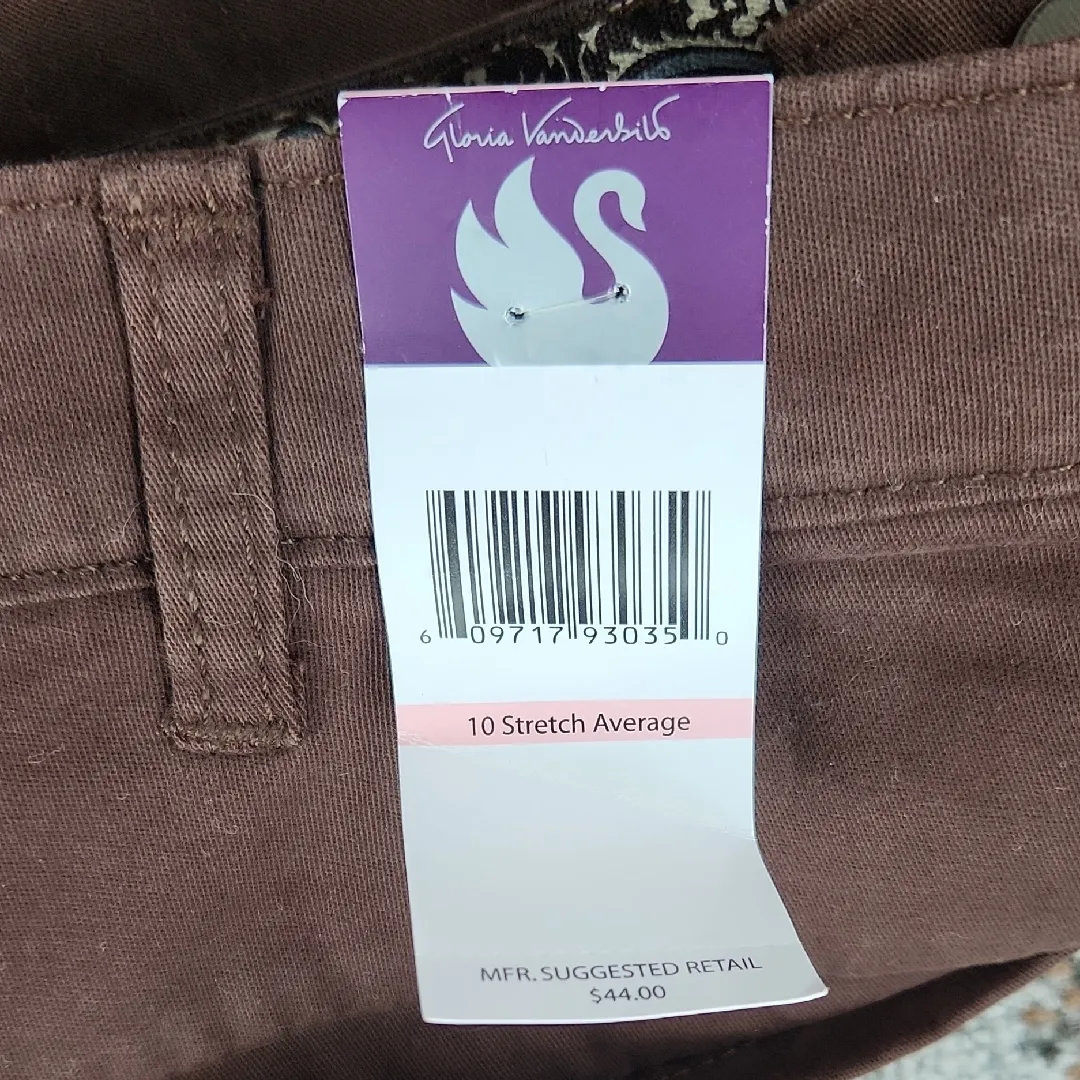 Gloria Vanderbilt
6 09717 93035 0
10 Stretch Average
MFR. SUGGESTED RETAIL
$44.00